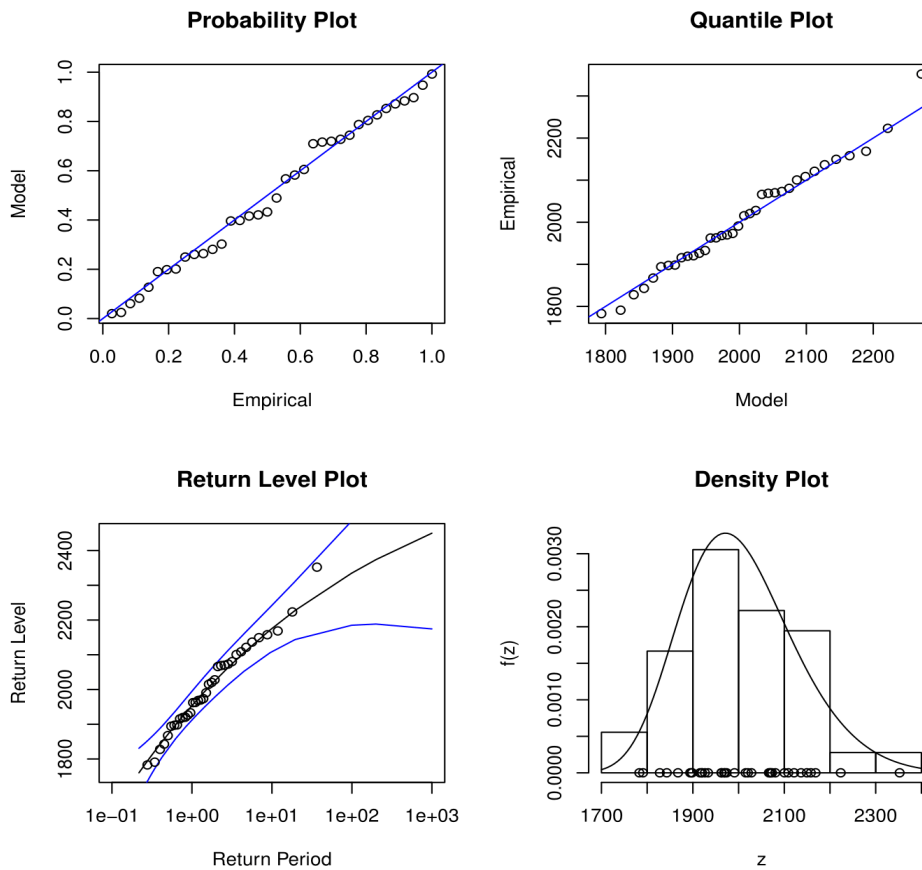 Probability Plot
Model
0.0 0.2 0.4 0.6 0.8 1.0
0.0 0.2 0.4 0.6 0.8 1.0
Empirical
Quantile Plot
Empirical
1800 2000 2200
1800 1900 2000 2100 2200
Model
Return Level Plot
Return Level
1800 2000 2200 2400
1e-01 1e+00 1e+01 1e+02 1e+03
Return Period
Density Plot
f(z)
0.0000 0.0010 0.0020 0.0030
1700 1900 2100 2300
z